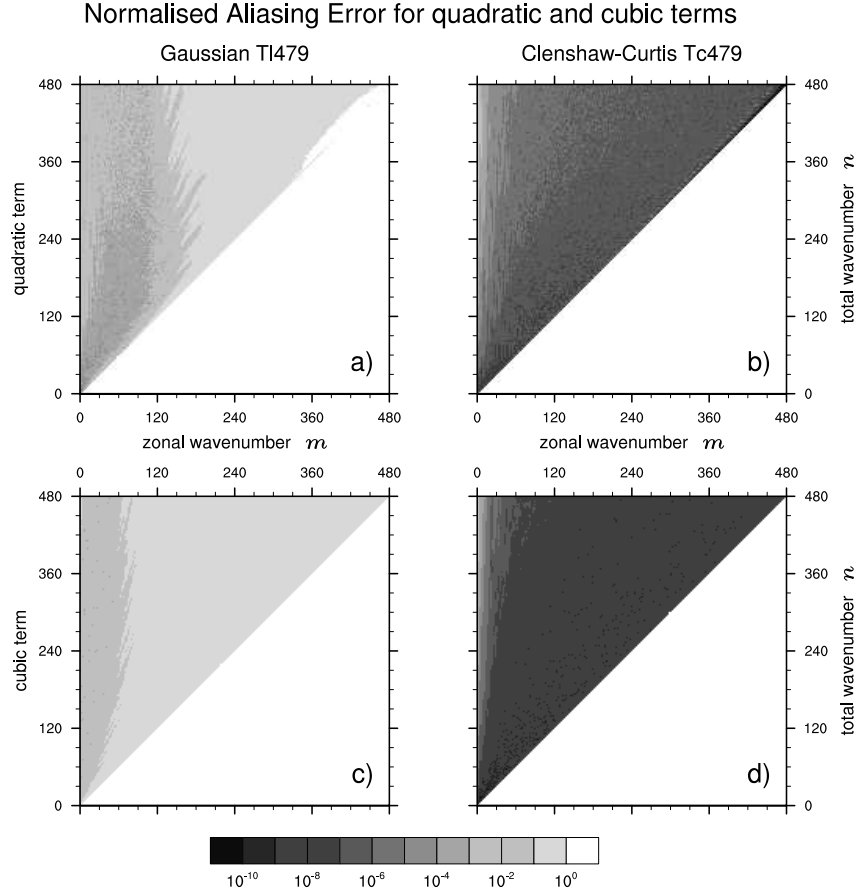 Normalised Aliasing Error for quadratic and cubic terms
Gaussian Tl479
Clenshaw-Curtis Tc479
480
360
240
120
0
quadratic term
a)
0 120 240 360 480
zonal wavenumber m
b)
480
360
240
120
0
total wavenumber n
0 120 240 360 480
zonal wavenumber m
0 120 240 360 480
480
360
240
120
0
cubic term
c)
0 120 240 360 480
d)
480
360
240
120
0
total wavenumber n
10⁻¹⁰ 10⁻⁸ 10⁻⁶ 10⁻⁴ 10⁻² 10⁰